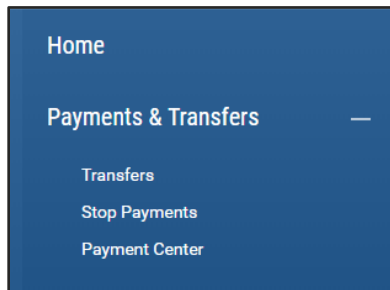 Home
Payments & Transfers
Transfers
Stop Payments
Payment Center